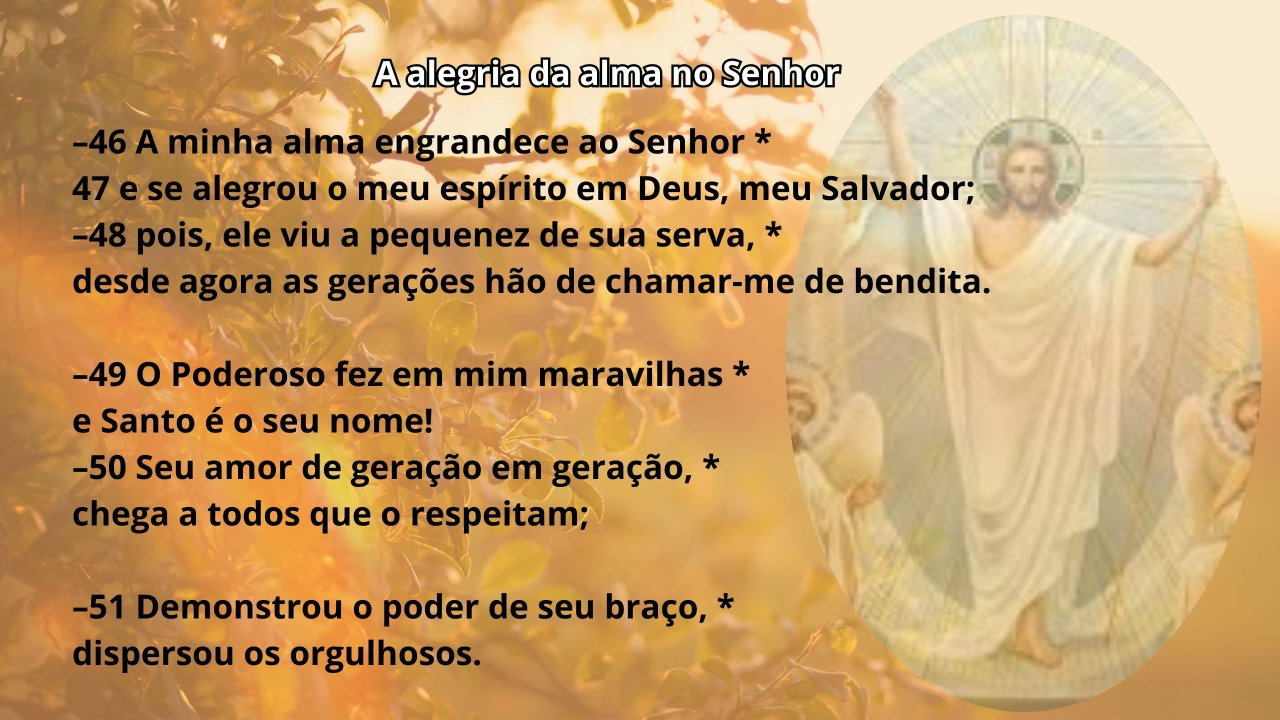 A alegria da alma no Senhor
–46 A minha alma engrandece ao Senhor *
47 e se alegrou o meu espírito em Deus, meu Salvador;
–48 pois, ele viu a pequenez de sua serva, *
desde agora as gerações hão de chamar-me de bendita.
–49 O Poderoso fez em mim maravilhas *
e Santo é o seu nome!
–50 Seu amor de geração em geração, *
chega a todos que o respeitam;
–51 Demonstrou o poder de seu braço, *
dispersou os orgulhosos.